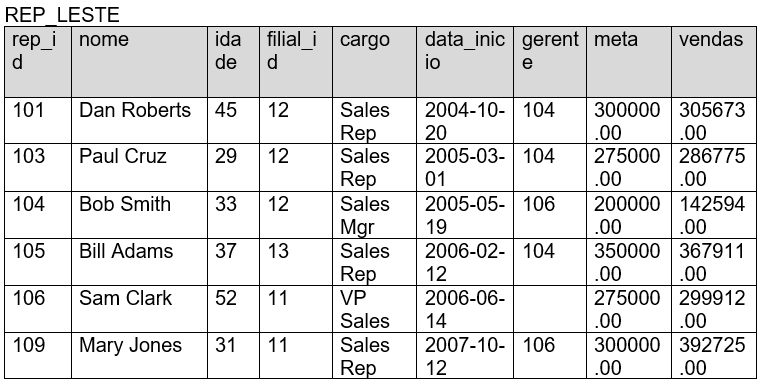 REP_LESTE
rep_i nome ida filial_i cargo data_inic gerent meta vendas
d de d io e
101 Dan Roberts 45 12 Sales 2004-10- 104 300000 305673
Rep 20 .00 .00
103 Paul Cruz 29 12 Sales 2005-03- 104 275000 286775
Rep 01 .00 .00
104 Bob Smith 33 12 Sales 2005-05- 106 200000 142594
Mgr 19 .00 .00
105 Bill Adams 37 13 Sales 2006-02- 104 350000 367911
Rep 12 .00 .00
106 Sam Clark 52 11 VP 2006-06- 275000 299912
Sales 14 .00 .00
109 Mary Jones 31 11 Sales 2007-10- 106 300000 392725
Rep 12 .00 .00